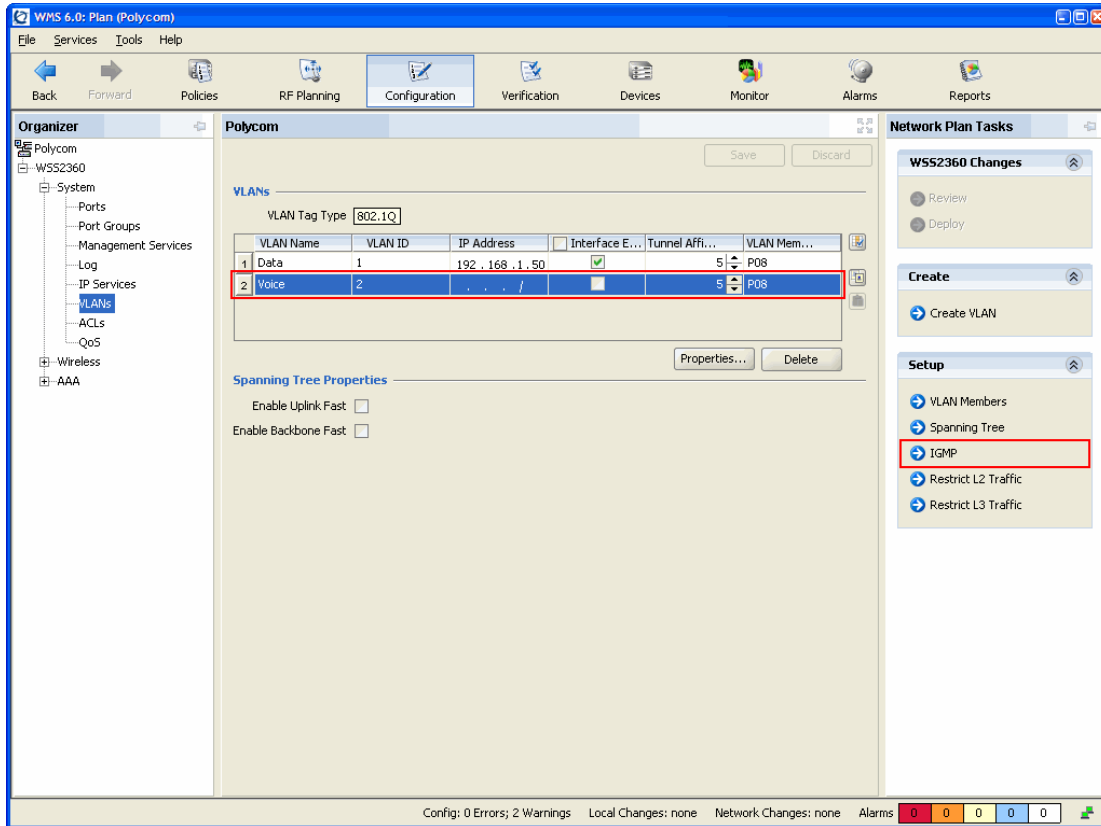 WMS 6.0: Plan (Polycom)
File Services Tools Help
Back Forward Policies RF Planning Configuration Verification Devices Monitor Alarms Reports
Organizer
Polycom
WSS2360
System
Ports
Port Groups
Management Services
Log
IP Services
VLANs
ACLs
QoS
Wireless
AAA
Polycom
Save Discard
VLANs
VLAN Tag Type 802.1Q
VLAN Name VLAN ID IP Address Interface E... Tunnel Affi... VLAN Mem...
1 Data 1 192 . 168 . 1 . 50 5 P08
2 Voice 2 . . . / 5 P08
Properties... Delete
Spanning Tree Properties
Enable Uplink Fast
Enable Backbone Fast
Network Plan Tasks
WSS2360 Changes
Review
Deploy
Create
Create VLAN
Setup
VLAN Members
Spanning Tree
IGMP
Restrict L2 Traffic
Restrict L3 Traffic
Config: 0 Errors; 2 Warnings Local Changes: none Network Changes: none Alarms 0 0 0 0 0